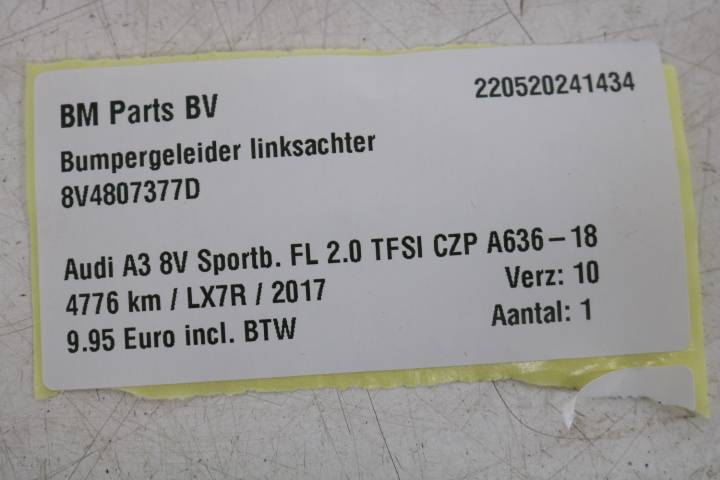 BM Parts BV 220520241434
Bumpergeleider linksachter
8V4807377D
Audi A3 8V Sportb. FL 2.0 TFSI CZP A636-18
4776 km / LX7R / 2017 Verz: 10
9.95 Euro incl. BTW Aantal: 1